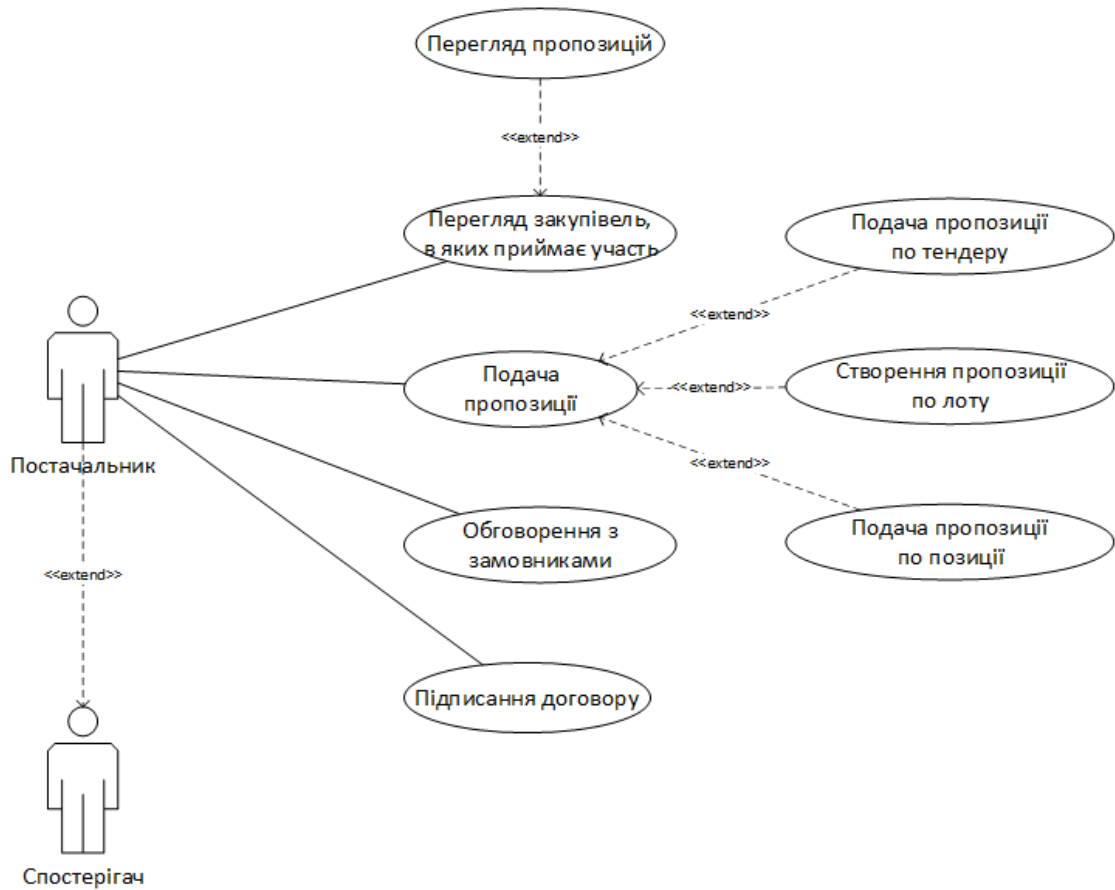 Перегляд пропозицій
<<extend>>
Перегляд закупівель,
в яких приймає участь
Подача пропозиції
по тендеру
<<extend>>
Подача
пропозиції
<<extend>>
Створення пропозиції
по лоту
<<extend>>
Постачальник
Обговорення з
замовниками
Подача пропозиції
по позиції
<<extend>>
Підписання договору
Спостерігач